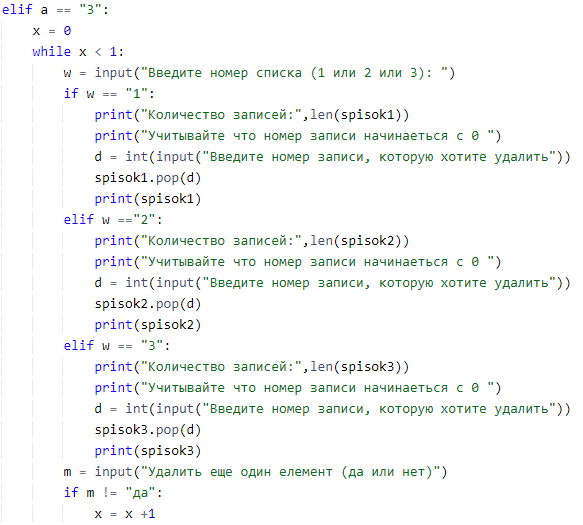 elif a == "3":
    x = 0
    while x < 1:
        w = input("Введите номер списка (1 или 2 или 3): ")
        if w == "1":
            print("Количество записей:",len(spisok1))
            print("Учитывайте что номер записи начинаеться с 0 ")
            d = int(input("Введите номер записи, которую хотите удалить"))
            spisok1.pop(d)
            print(spisok1)
        elif w =="2":
            print("Количество записей:",len(spisok2))
            print("Учитывайте что номер записи начинаеться с 0 ")
            d = int(input("Введите номер записи, которую хотите удалить"))
            spisok2.pop(d)
            print(spisok2)
        elif w == "3":
            print("Количество записей:",len(spisok3))
            print("Учитывайте что номер записи начинаеться с 0 ")
            d = int(input("Введите номер записи, которую хотите удалить"))
            spisok3.pop(d)
            print(spisok3)
        m = input("Удалить еще один елемент (да или нет)")
        if m != "да":
            x = x +1